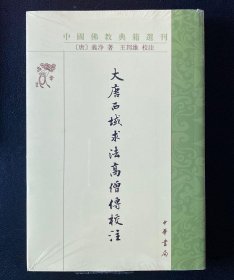 中國佛教典籍選刊
〔唐〕義淨 著 王邦維 校注
大唐西域求法高僧傳校注
中華書局